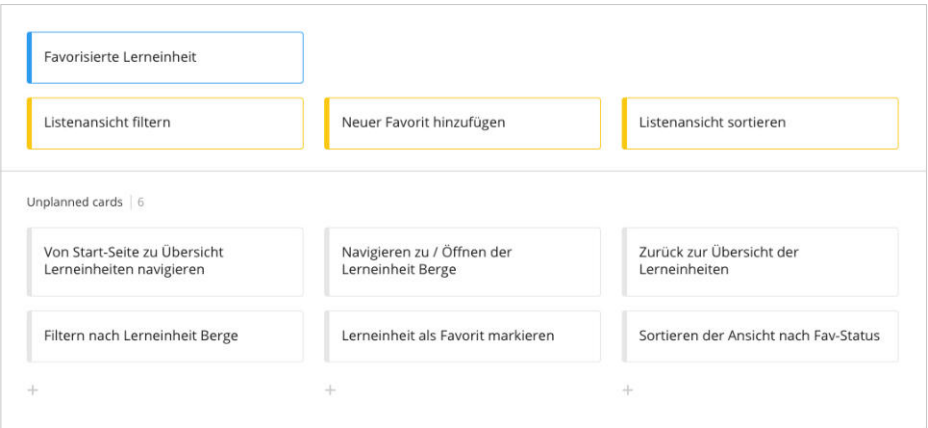 Favorisierte Lerneinheit
Listenansicht filtern
Neuer Favorit hinzufügen
Listenansicht sortieren
Unplanned cards | 6
Von Start-Seite zu Übersicht
Lerneinheiten navigieren
Navigieren zu / Öffnen der
Lerneinheit Berge
Zurück zur Übersicht der
Lerneinheiten
Filtern nach Lerneinheit Berge
Lerneinheit als Favorit markieren
Sortieren der Ansicht nach Fav-Status
+
+
+